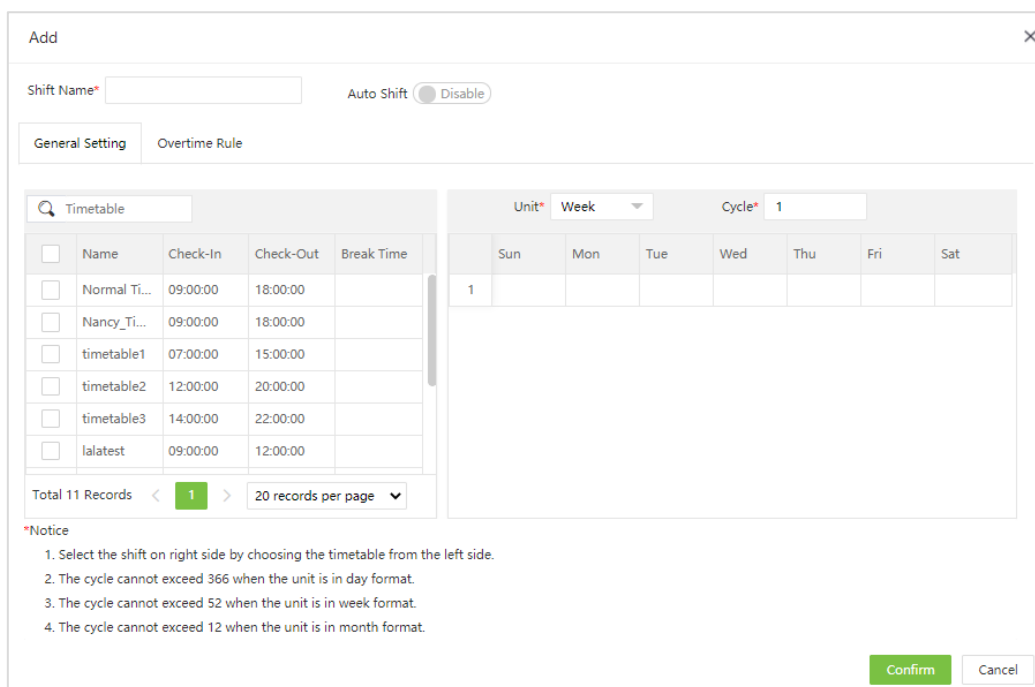 Add
Shift Name* Auto Shift Disable
General Setting Overtime Rule
Timetable Unit* Week Cycle* 1
Name Check-In Check-Out Break Time Sun Mon Tue Wed Thu Fri Sat
Normal Ti... 09:00:00 18:00:00 1
Nancy_Ti... 09:00:00 18:00:00
timetable1 07:00:00 15:00:00
timetable2 12:00:00 20:00:00
timetable3 14:00:00 22:00:00
lalatest 09:00:00 12:00:00
Total 11 Records < 1 > 20 records per page
*Notice
1. Select the shift on right side by choosing the timetable from the left side.
2. The cycle cannot exceed 366 when the unit is in day format.
3. The cycle cannot exceed 52 when the unit is in week format.
4. The cycle cannot exceed 12 when the unit is in month format.
Confirm Cancel